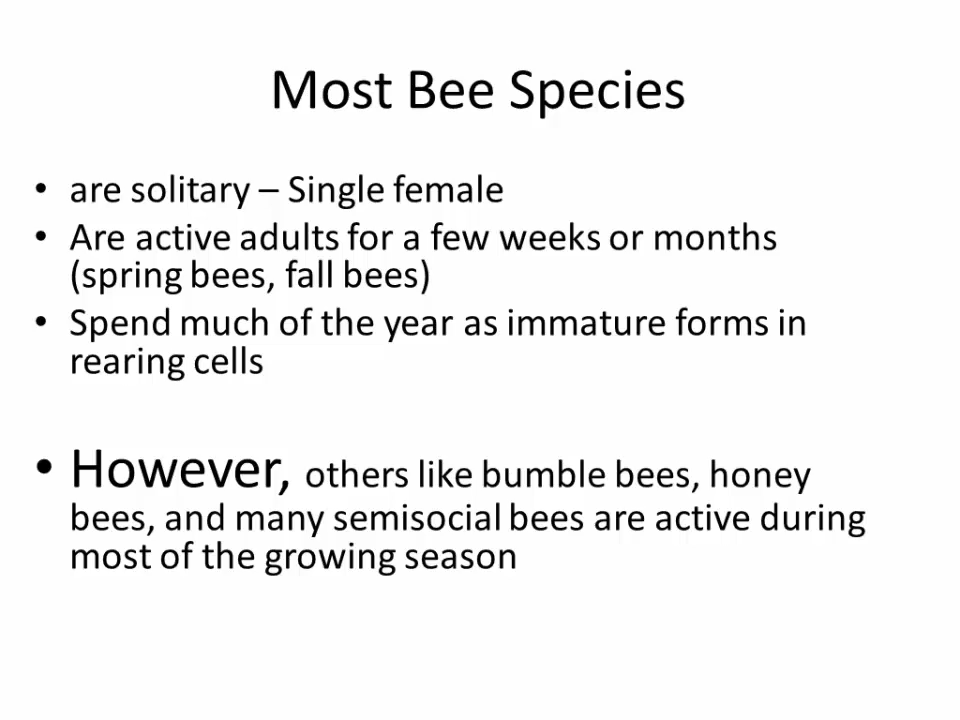 Most Bee Species
• are solitary – Single female
• Are active adults for a few weeks or months
(spring bees, fall bees)
• Spend much of the year as immature forms in
rearing cells
• However, others like bumble bees, honey
bees, and many semisocial bees are active during
most of the growing season